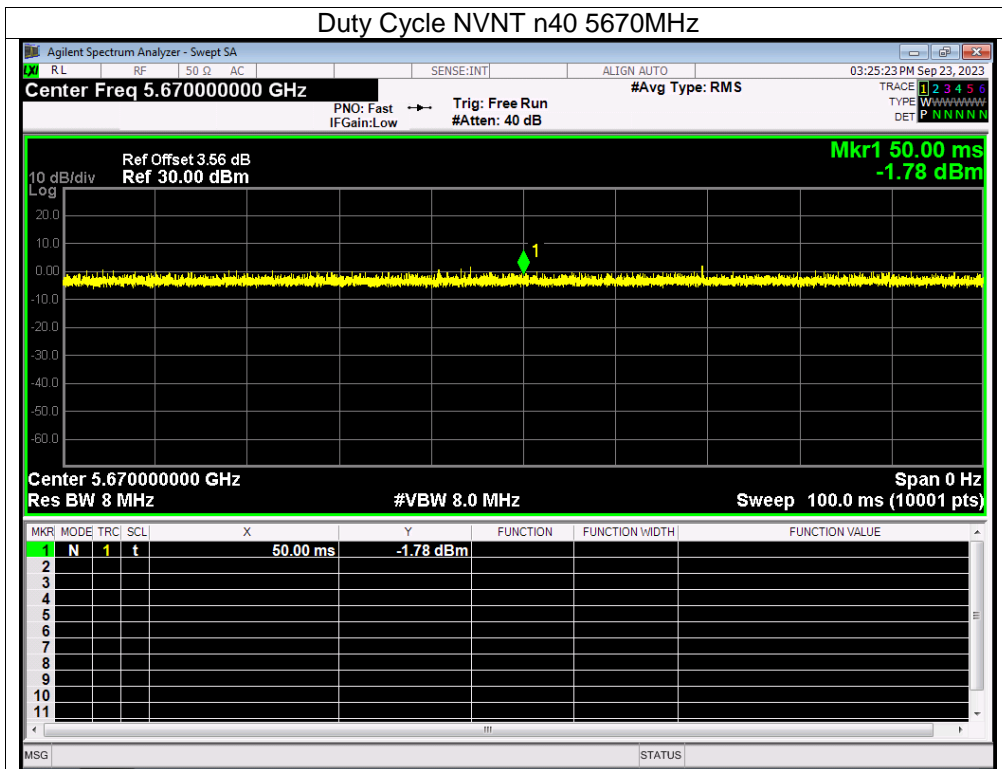 Duty Cycle NVNT n40 5670MHz
Agilent Spectrum Analyzer - Swept SA
LXI RL RF 50 Ω AC SENSE:INT ALIGN AUTO 03:25:23 PM Sep 23, 2023
Center Freq 5.670000000 GHz #Avg Type: RMS TRACE 1 2 3 4 5 6
PNO: Fast Trig: Free Run TYPE WWWWWW
IFGain:Low #Atten: 40 dB DET P N N N N N
Mkr1 50.00 ms
Ref Offset 3.56 dB
10 dB/div Ref 30.00 dBm -1.78 dBm
Log
20.0
10.0
1
0.00
-10.0
-20.0
-30.0
-40.0
-50.0
-60.0
Center 5.670000000 GHz Span 0 Hz
Res BW 8 MHz #VBW 8.0 MHz Sweep 100.0 ms (10001 pts)
MKR MODE TRC SCL X Y FUNCTION FUNCTION WIDTH FUNCTION VALUE
1 N 1 t 50.00 ms -1.78 dBm
2
3
4
5
6
7
8
9
10
11
MSG STATUS